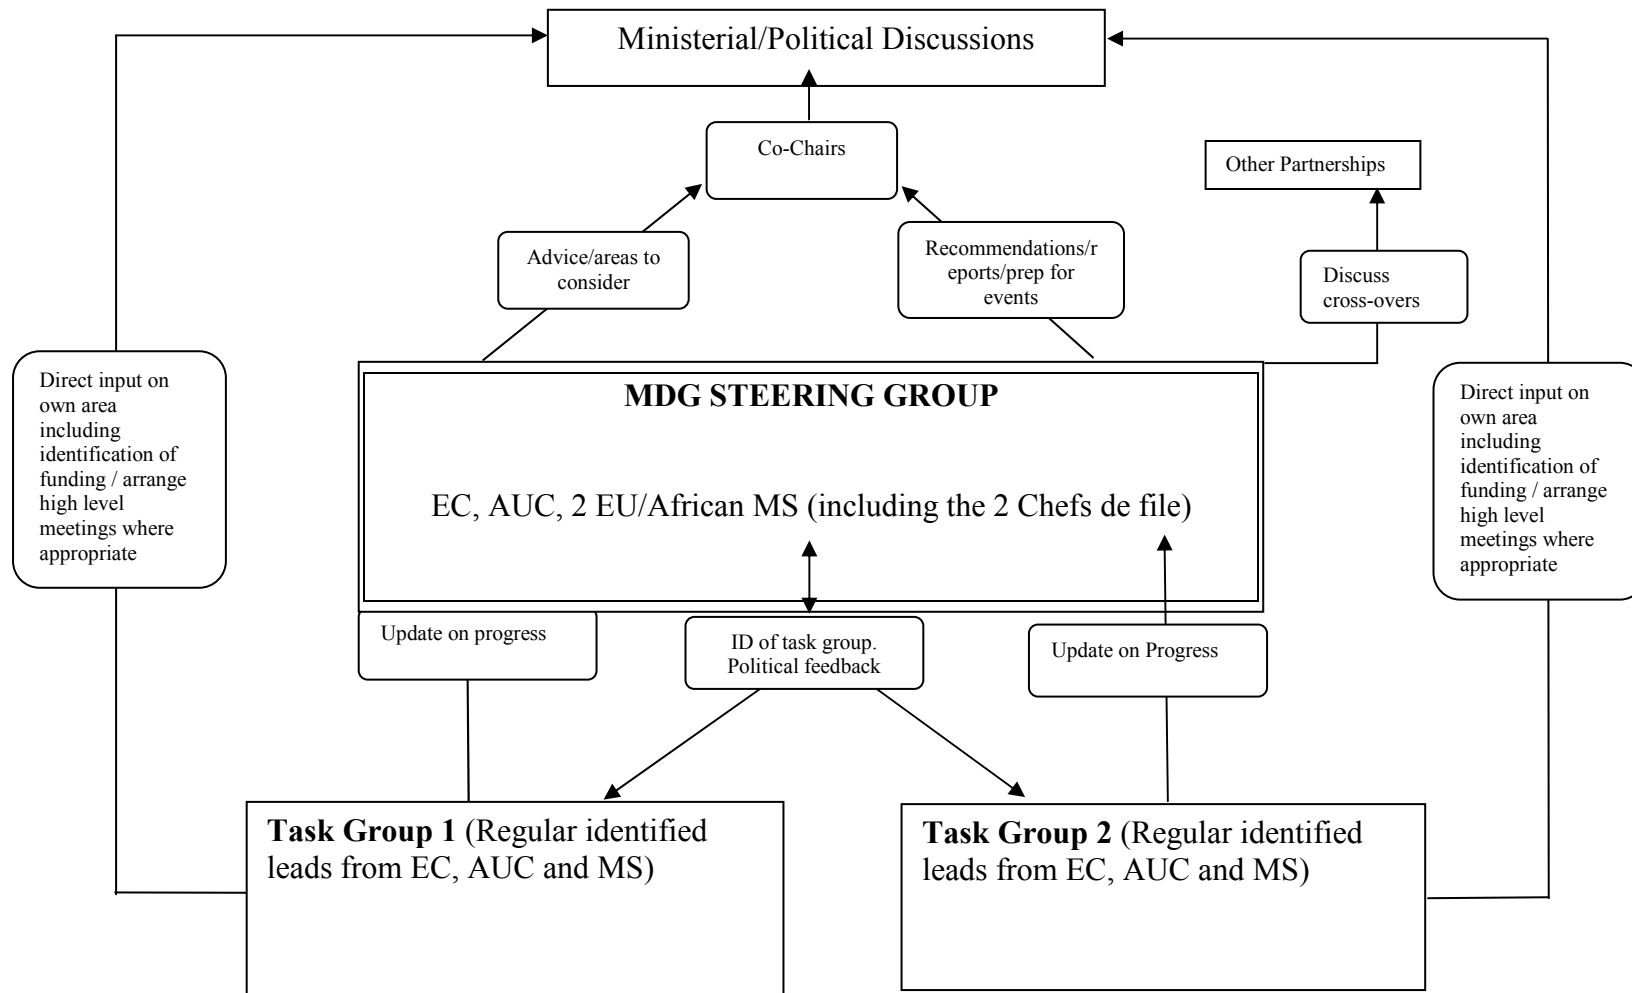 Ministerial/Political Discussions
Co-Chairs
Other Partnerships
Advice/areas to
consider
Recommendations/r
eports/prep for
events
Discuss
cross-overs
Direct input on
own area
including
identification of
funding / arrange
high level
meetings where
appropriate
MDG STEERING GROUP
EC, AUC, 2 EU/African MS (including the 2 Chefs de file)
Direct input on
own area
including
identification of
funding / arrange
high level
meetings where
appropriate
Update on progress
ID of task group.
Political feedback
Update on Progress
Task Group 1 (Regular identified
leads from EC, AUC and MS)
Task Group 2 (Regular identified
leads from EC, AUC and MS)